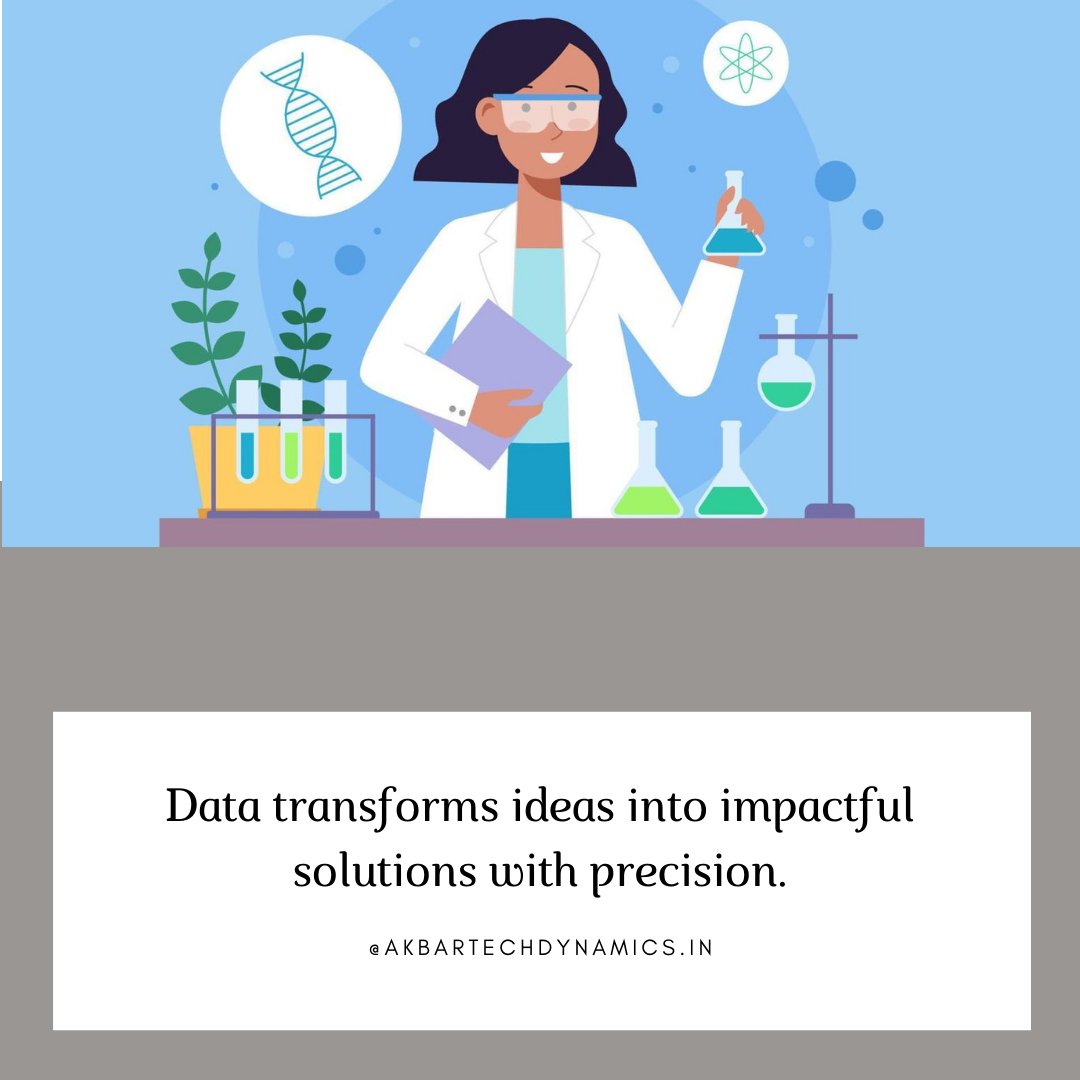 Data transforms ideas into impactful
solutions with precision.
@AKBARTECHDYNAMICS.IN